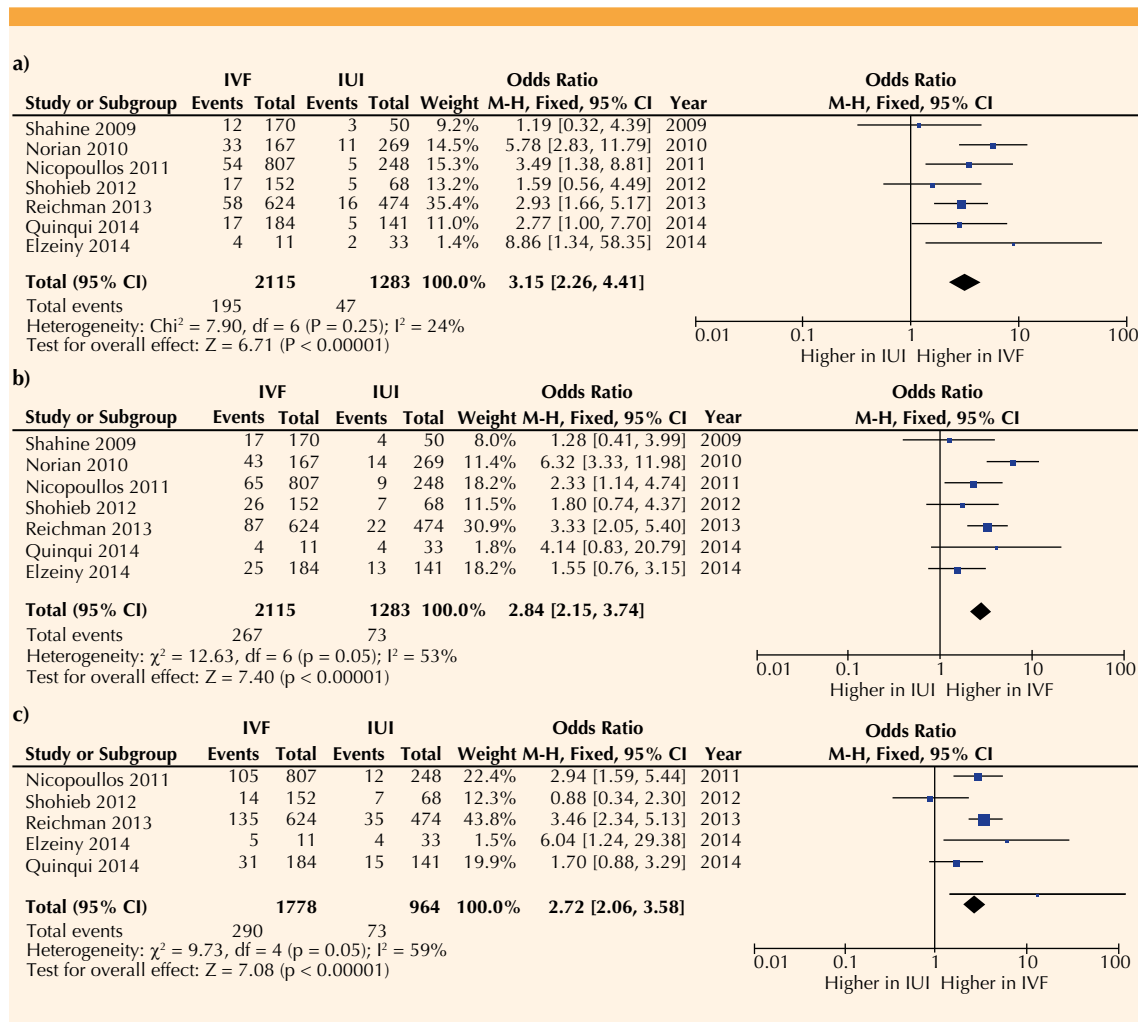 a)
IVF IUI Odds Ratio Odds Ratio
Study or Subgroup Events Total Events Total Weight M-H, Fixed, 95% CI Year M-H, Fixed, 95% CI
Shahine 2009 12 170 3 50 9.2% 1.19 [0.32, 4.39] 2009
Norian 2010 33 167 11 269 14.5% 5.78 [2.83, 11.79] 2010
Nicopoullos 2011 54 807 5 248 15.3% 3.49 [1.38, 8.81] 2011
Shohieb 2012 17 152 5 68 13.2% 1.59 [0.56, 4.49] 2012
Reichman 2013 58 624 16 474 35.4% 2.93 [1.66, 5.17] 2013
Quinqui 2014 17 184 5 141 11.0% 2.77 [1.00, 7.70] 2014
Elzeiny 2014 4 11 2 33 1.4% 8.86 [1.34, 58.35] 2014
Total (95% CI) 2115 1283 100.0% 3.15 [2.26, 4.41]
Total events 195 47
Heterogeneity: Chi² = 7.90, df = 6 (P = 0.25); I² = 24%
Test for overall effect: Z = 6.71 (P < 0.00001)
0.01 0.1 1 10 100
Higher in IUI Higher in IVF
b)
IVF IUI Odds Ratio Odds Ratio
Study or Subgroup Events Total Events Total Weight M-H, Fixed, 95% CI Year M-H, Fixed, 95% CI
Shahine 2009 17 170 4 50 8.0% 1.28 [0.41, 3.99] 2009
Norian 2010 43 167 14 269 11.4% 6.32 [3.33, 11.98] 2010
Nicopoullos 2011 65 807 9 248 18.2% 2.33 [1.14, 4.74] 2011
Shohieb 2012 26 152 7 68 11.5% 1.80 [0.74, 4.37] 2012
Reichman 2013 87 624 22 474 30.9% 3.33 [2.05, 5.40] 2013
Quinqui 2014 4 11 4 33 1.8% 4.14 [0.83, 20.79] 2014
Elzeiny 2014 25 184 13 141 18.2% 1.55 [0.76, 3.15] 2014
Total (95% CI) 2115 1283 100.0% 2.84 [2.15, 3.74]
Total events 267 73
Heterogeneity: χ² = 12.63, df = 6 (p = 0.05); I² = 53%
Test for overall effect: Z = 7.40 (p < 0.00001)
0.01 0.1 1 10 100
Higher in IUI Higher in IVF
c)
IVF IUI Odds Ratio Odds Ratio
Study or Subgroup Events Total Events Total Weight M-H, Fixed, 95% CI Year M-H, Fixed, 95% CI
Nicopoullos 2011 105 807 12 248 22.4% 2.94 [1.59, 5.44] 2011
Shohieb 2012 14 152 7 68 12.3% 0.88 [0.34, 2.30] 2012
Reichman 2013 135 624 35 474 43.8% 3.46 [2.34, 5.13] 2013
Elzeiny 2014 5 11 4 33 1.5% 6.04 [1.24, 29.38] 2014
Quinqui 2014 31 184 15 141 19.9% 1.70 [0.88, 3.29] 2014
Total (95% CI) 1778 964 100.0% 2.72 [2.06, 3.58]
Total events 290 73
Heterogeneity: χ² = 9.73, df = 4 (p = 0.05); I² = 59%
Test for overall effect: Z = 7.08 (p < 0.00001)
0.01 0.1 1 10 100
Higher in IUI Higher in IVF